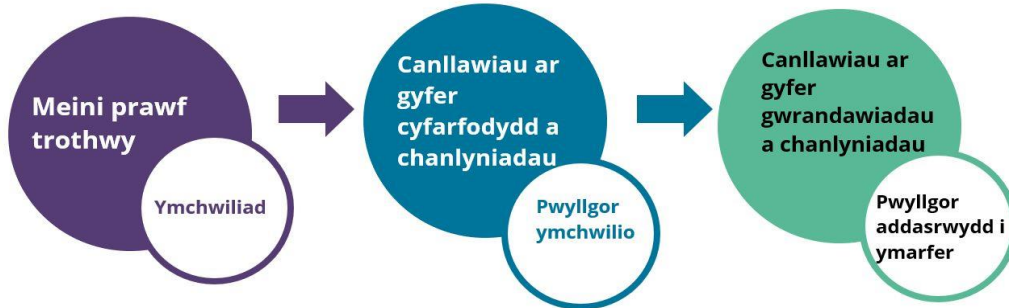 Meini prawf
trothwy
Ymchwiliad
Canllawiau ar
gyfer
cyfarfodydd a
chanlyniadau
Pwyllgor
ymchwilio
Canllawiau ar
gyfer
gwrandawiadau
a chanlyniadau
Pwyllgor
addasrwydd i
ymarfer